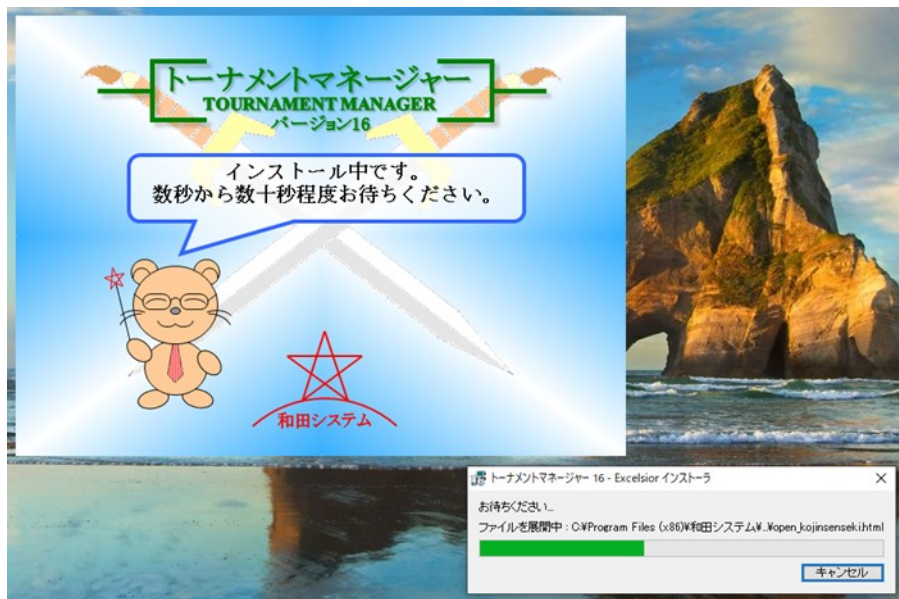 トーナメントマネージャー
TOURNAMENT MANAGER
バージョン16
インストール中です。
数秒から数十秒程度お待ちください。
和田システム
トーナメントマネージャー 16 - Excelsior インストーラ
お待ちください...
ファイルを展開中 : C:¥Program Files (x86)¥和田システム¥...¥open_kojinsenseki.html
キャンセル